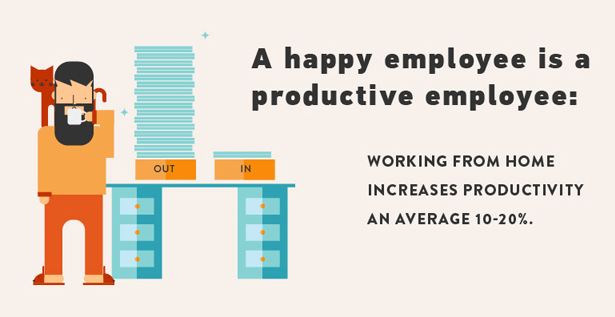 A happy employee is a
productive employee:
WORKING FROM HOME
INCREASES PRODUCTIVITY
AN AVERAGE 10-20%.
OUT
IN